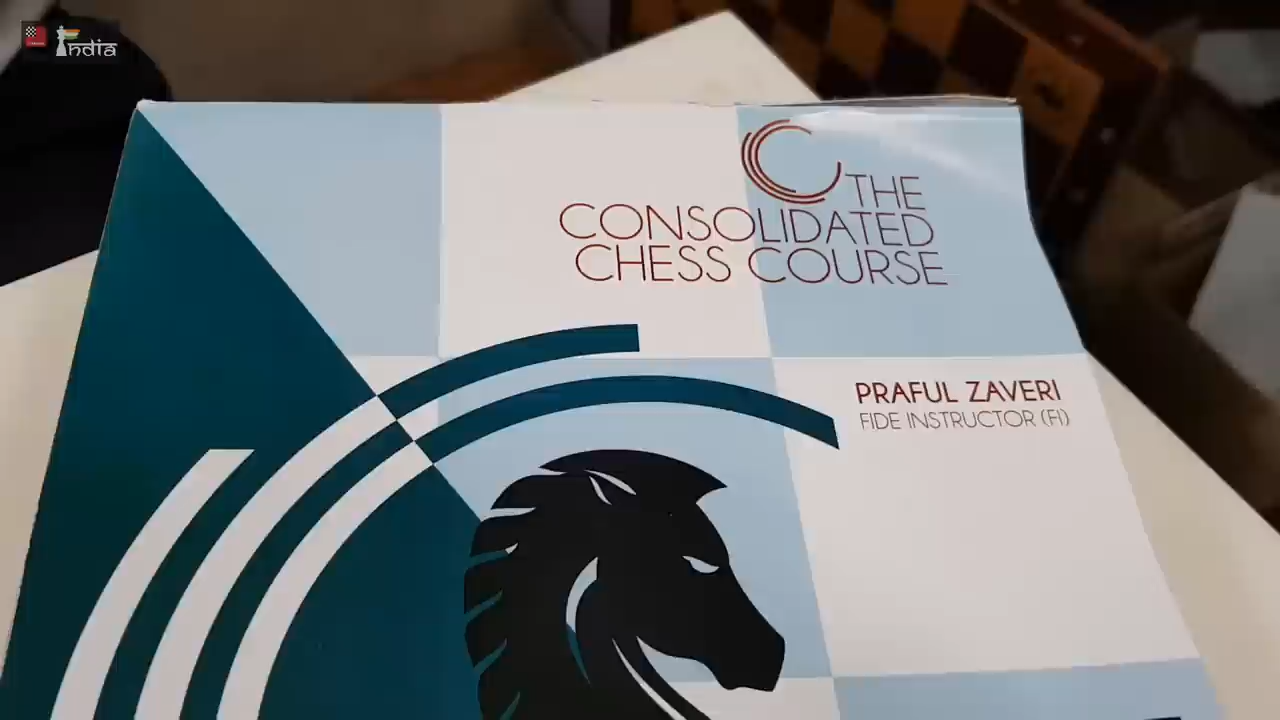 India
THE
CONSOLIDATED
CHESS COURSE
PRAFUL ZAVERI
FIDE INSTRUCTOR (FI)